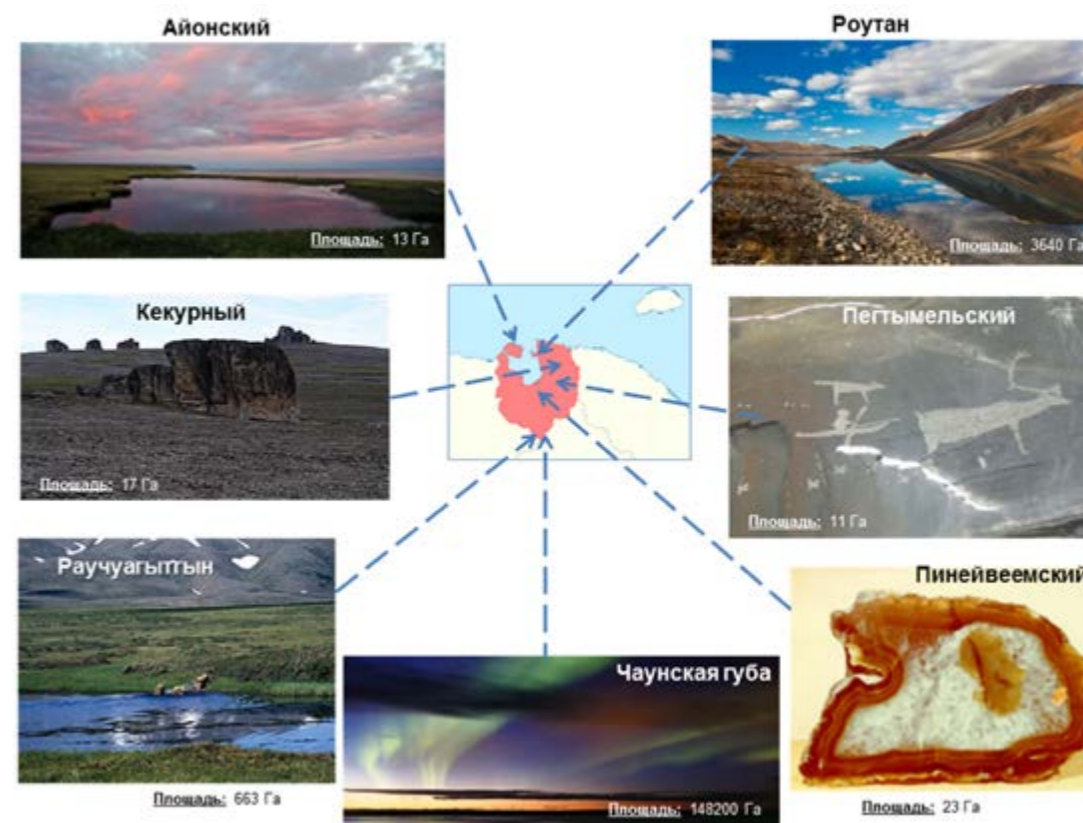 Айонский
Площадь: 13 Га
Роутан
Площадь: 3640 Га
Кекурный
Площадь: 17 Га
Пегтымельский
Площадь: 11 Га
Раучуагыттын
Площадь: 663 Га
Чаунская губа
Площадь: 148200 Га
Пинейвеемский
Площадь: 23 Га